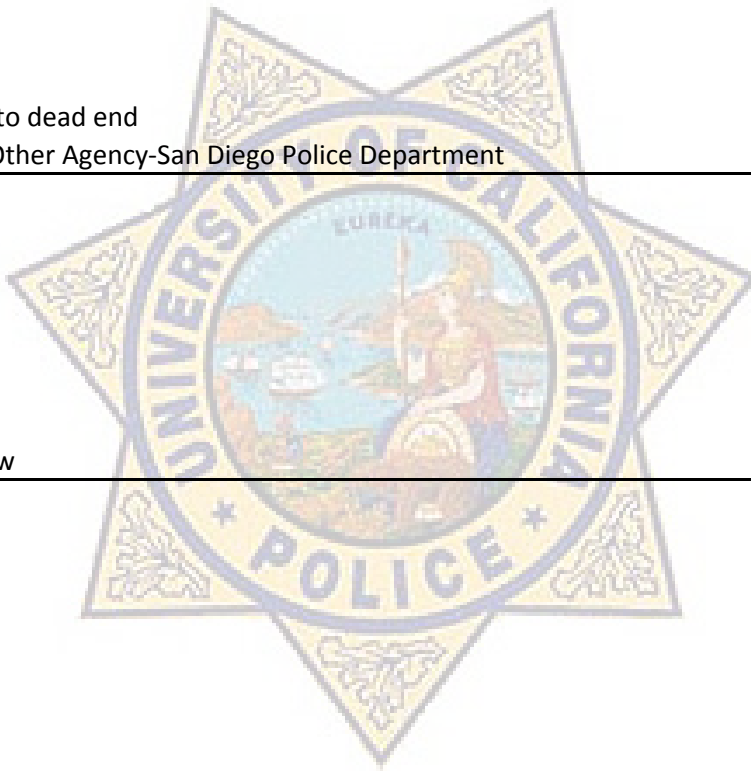 to dead end
Other Agency-San Diego Police Department
EUREKA
UNIVERSITY OF CALIFORNIA
w
* POLICE *